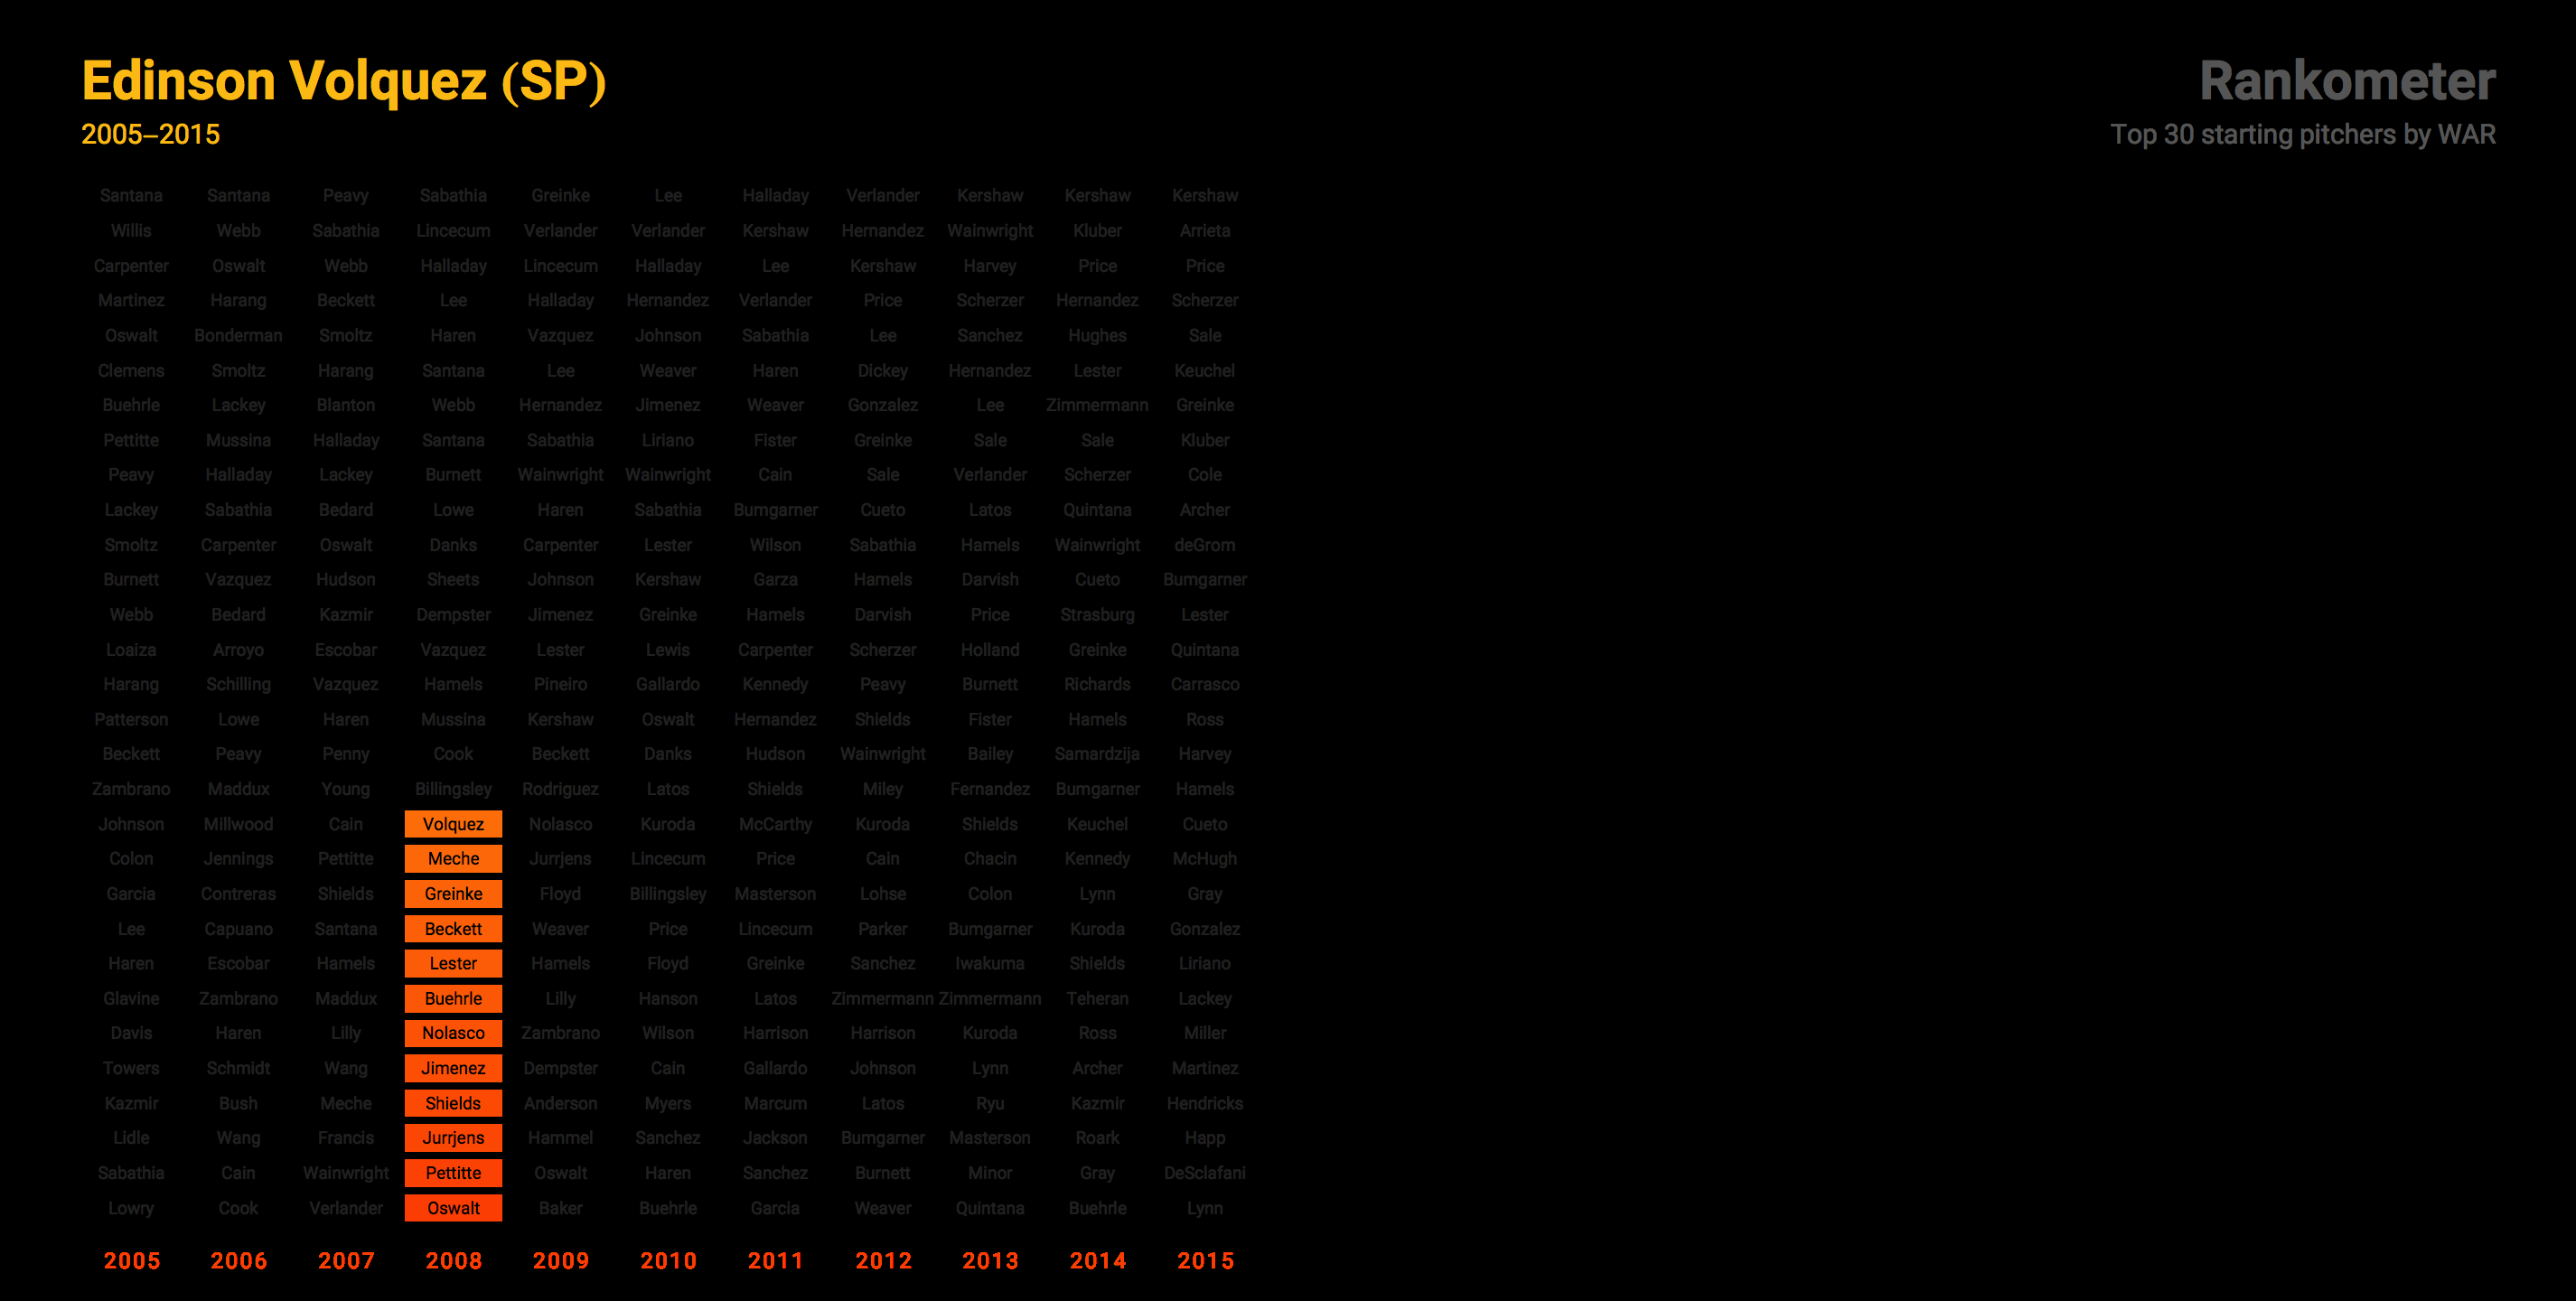 Edinson Volquez (SP)
Rankometer
2005–2015
Top 30 starting pitchers by WAR
Santana Santana Peavy Sabathia Greinke Lee Halladay Verlander Kershaw Kershaw Kershaw
Willis Webb Sabathia Lincecum Verlander Verlander Kershaw Hernandez Wainwright Kluber Arrieta
Carpenter Oswalt Webb Halladay Lincecum Halladay Lee Kershaw Harvey Price Price
Martinez Harang Beckett Lee Halladay Hernandez Verlander Price Scherzer Hernandez Scherzer
Oswalt Bonderman Smoltz Haren Vazquez Johnson Sabathia Lee Sanchez Hughes Sale
Clemens Smoltz Harang Santana Lee Weaver Haren Dickey Hernandez Lester Keuchel
Buehrle Lackey Blanton Webb Hernandez Jimenez Weaver Gonzalez Lee Zimmermann Greinke
Pettitte Mussina Halladay Santana Sabathia Liriano Fister Greinke Sale Sale Kluber
Peavy Halladay Lackey Burnett Wainwright Wainwright Cain Sale Verlander Scherzer Cole
Lackey Sabathia Bedard Lowe Haren Sabathia Bumgarner Cueto Latos Quintana Archer
Smoltz Carpenter Oswalt Danks Carpenter Lester Wilson Sabathia Hamels Wainwright deGrom
Burnett Vazquez Hudson Sheets Johnson Kershaw Garza Hamels Darvish Cueto Bumgarner
Webb Bedard Kazmir Dempster Jimenez Greinke Hamels Darvish Price Strasburg Lester
Loaiza Arroyo Escobar Vazquez Lester Lewis Carpenter Scherzer Holland Greinke Quintana
Harang Schilling Vazquez Hamels Pineiro Gallardo Kennedy Peavy Burnett Richards Carrasco
Patterson Lowe Haren Mussina Kershaw Oswalt Hernandez Shields Fister Hamels Ross
Beckett Peavy Penny Cook Beckett Danks Hudson Wainwright Bailey Samardzija Harvey
Zambrano Maddux Young Billingsley Rodriguez Latos Shields Miley Fernandez Bumgarner Hamels
Johnson Millwood Cain Volquez Nolasco Kuroda McCarthy Kuroda Shields Keuchel Cueto
Colon Jennings Pettitte Meche Jurrjens Lincecum Price Cain Chacin Kennedy McHugh
Garcia Contreras Shields Greinke Floyd Billingsley Masterson Lohse Colon Lynn Gray
Lee Capuano Santana Beckett Weaver Price Lincecum Parker Bumgarner Kuroda Gonzalez
Haren Escobar Hamels Lester Hamels Floyd Greinke Sanchez Iwakuma Shields Liriano
Glavine Zambrano Maddux Buehrle Lilly Hanson Latos Zimmermann Zimmermann Teheran Lackey
Davis Haren Lilly Nolasco Zambrano Wilson Harrison Harrison Kuroda Ross Miller
Towers Schmidt Wang Jimenez Dempster Cain Gallardo Johnson Lynn Archer Martinez
Kazmir Bush Meche Shields Anderson Myers Marcum Latos Ryu Kazmir Hendricks
Lidle Wang Francis Jurrjens Hammel Sanchez Jackson Bumgarner Masterson Roark Happ
Sabathia Cain Wainwright Pettitte Oswalt Haren Sanchez Burnett Minor Gray DeSclafani
Lowry Cook Verlander Oswalt Baker Buehrle Garcia Weaver Quintana Buehrle Lynn
2005 2006 2007 2008 2009 2010 2011 2012 2013 2014 2015